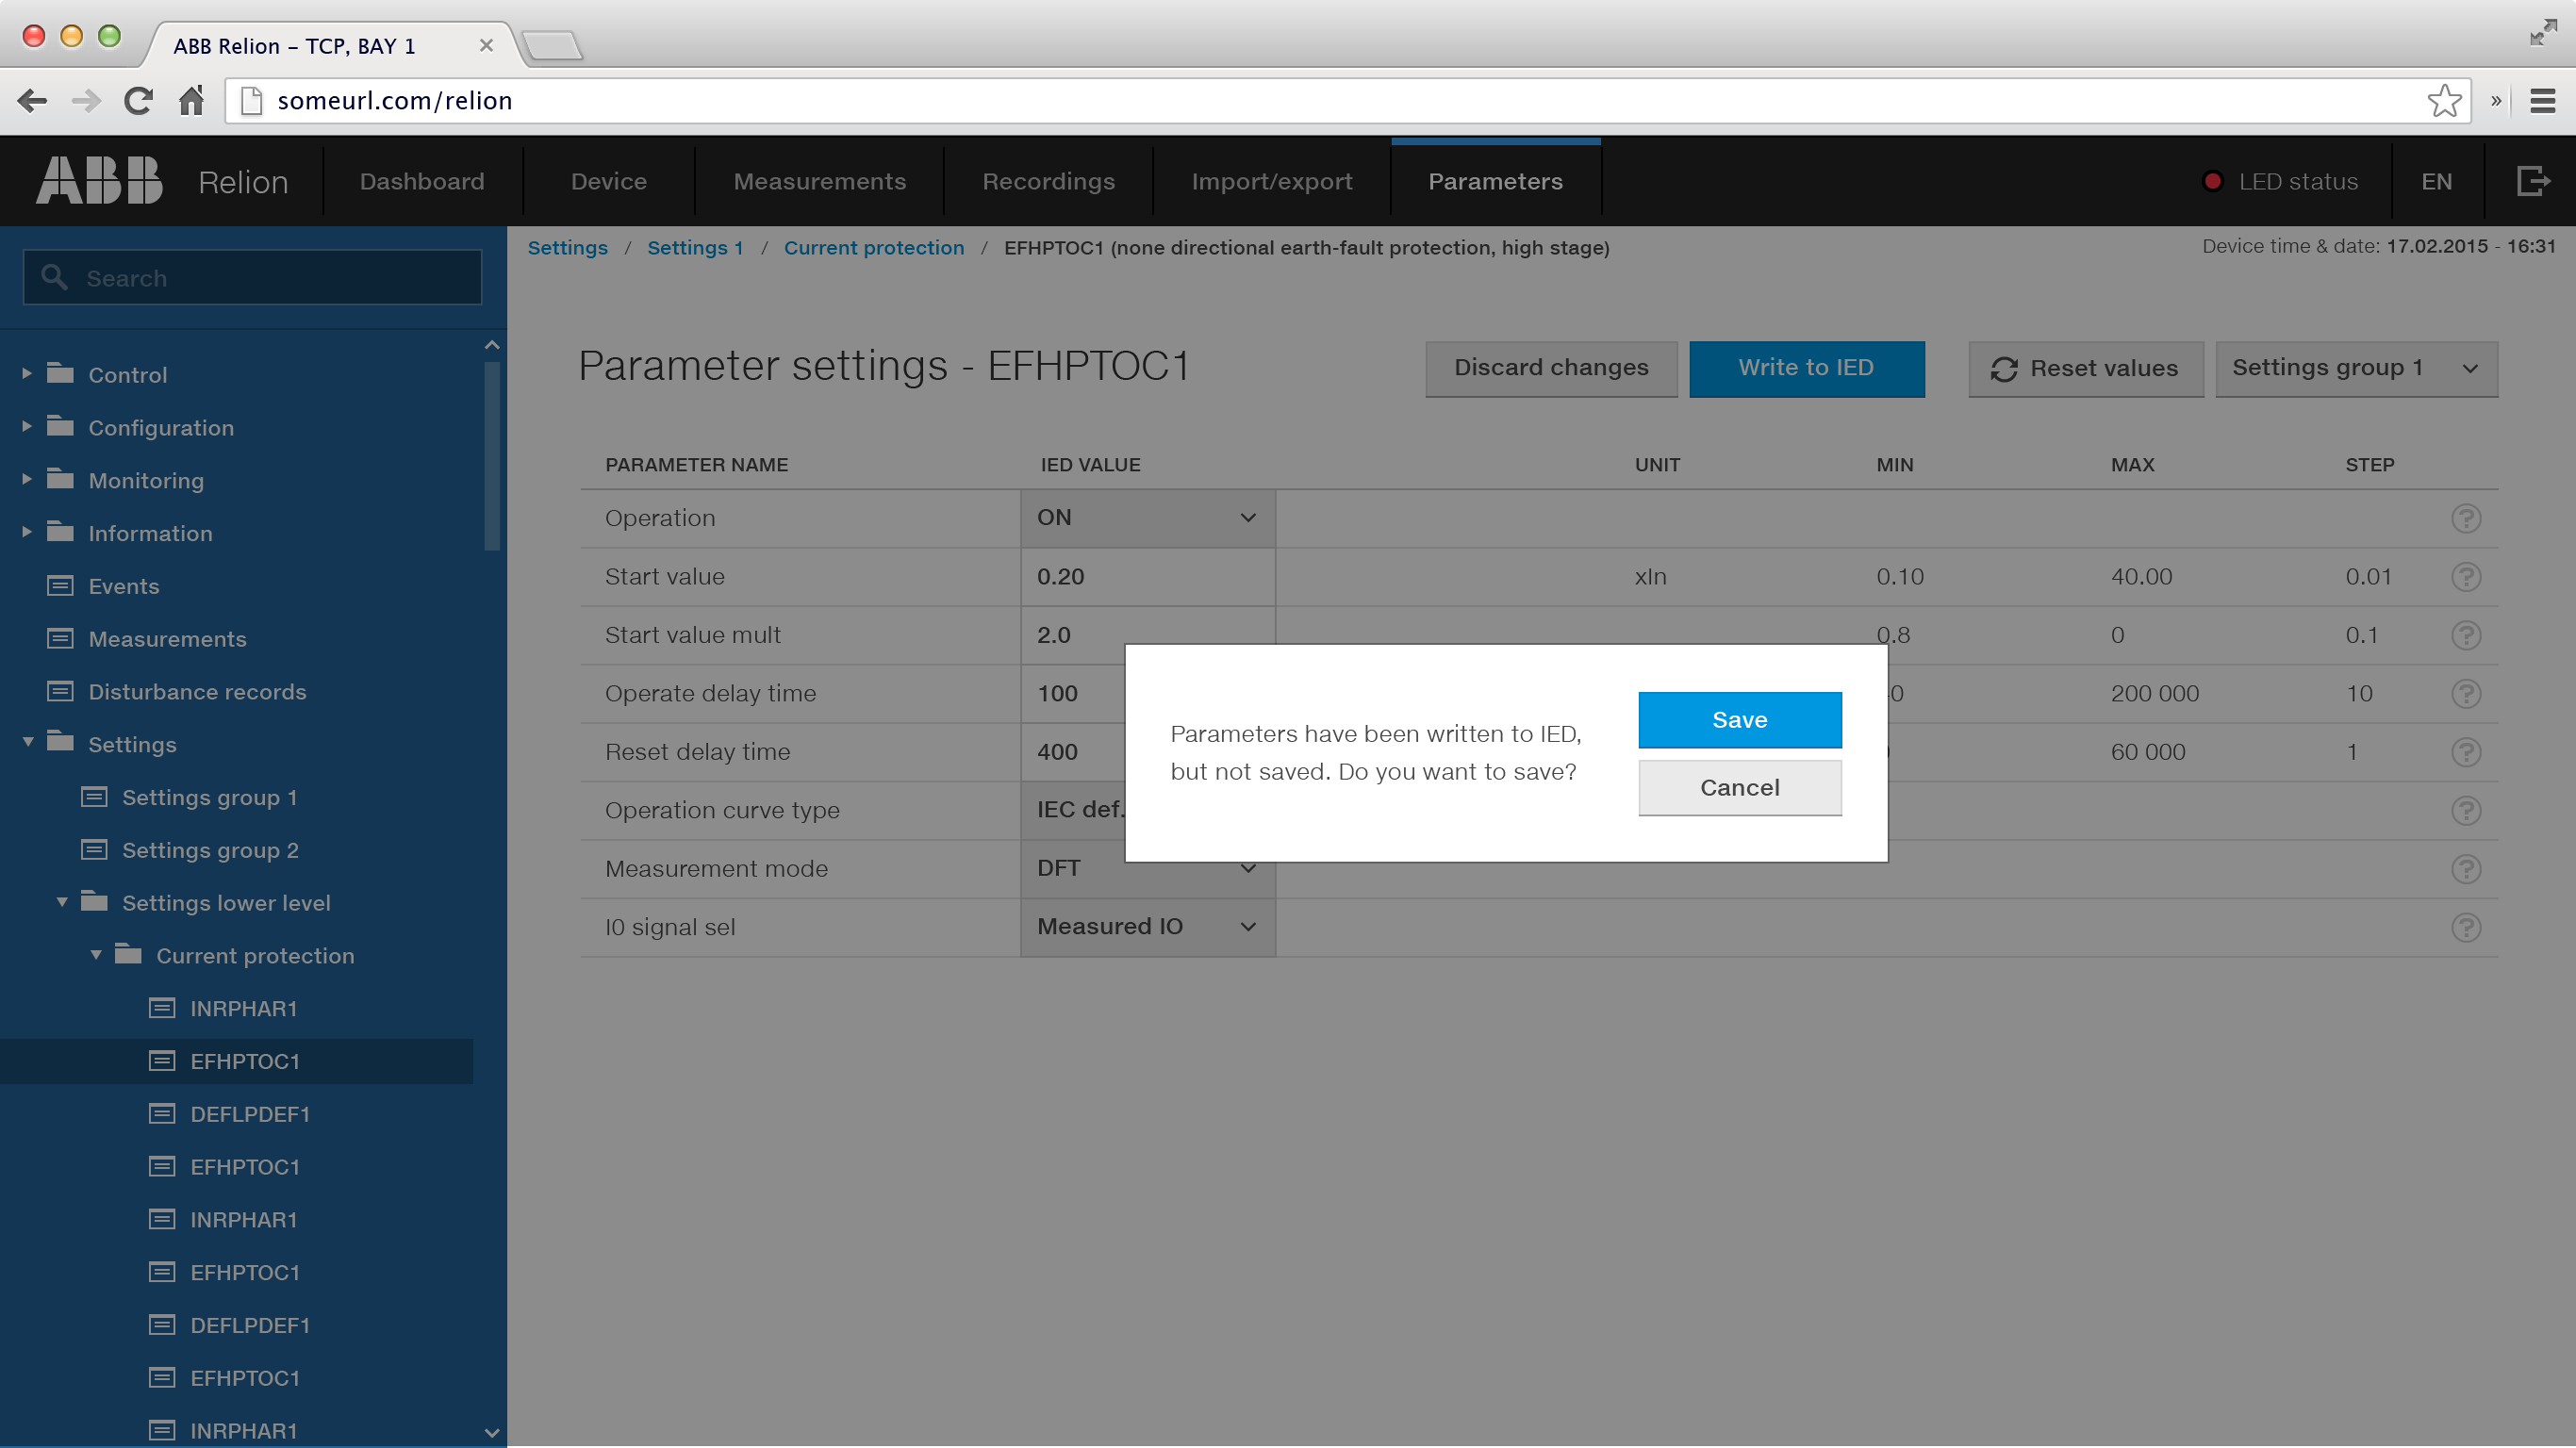 ABB Relion – TCP, BAY 1
someurl.com/relion
»
ABB Relion Dashboard Device Measurements Recordings Import/export Parameters LED status EN
Search
Settings / Settings 1 / Current protection / EFHPTOC1 (none directional earth-fault protection, high stage)
Device time & date: 17.02.2015 - 16:31
Control
Configuration
Monitoring
Information
Events
Measurements
Disturbance records
Settings
Settings group 1
Settings group 2
Settings lower level
Current protection
INRPHAR1
EFHPTOC1
DEFLPDEF1
EFHPTOC1
INRPHAR1
EFHPTOC1
DEFLPDEF1
EFHPTOC1
INRPHAR1
Parameter settings - EFHPTOC1
Discard changes Write to IED Reset values Settings group 1
PARAMETER NAME IED VALUE UNIT MIN MAX STEP
Operation ON ?
Start value 0.20 xIn 0.10 40.00 0.01 ?
Start value mult 2.0 0.8 0 0.1 ?
Operate delay time 100 200 000 10 ?
Reset delay time 400 60 000 1 ?
Operation curve type IEC def. ?
Measurement mode DFT ?
I0 signal sel Measured IO ?
Parameters have been written to IED,
but not saved. Do you want to save?
Save
Cancel